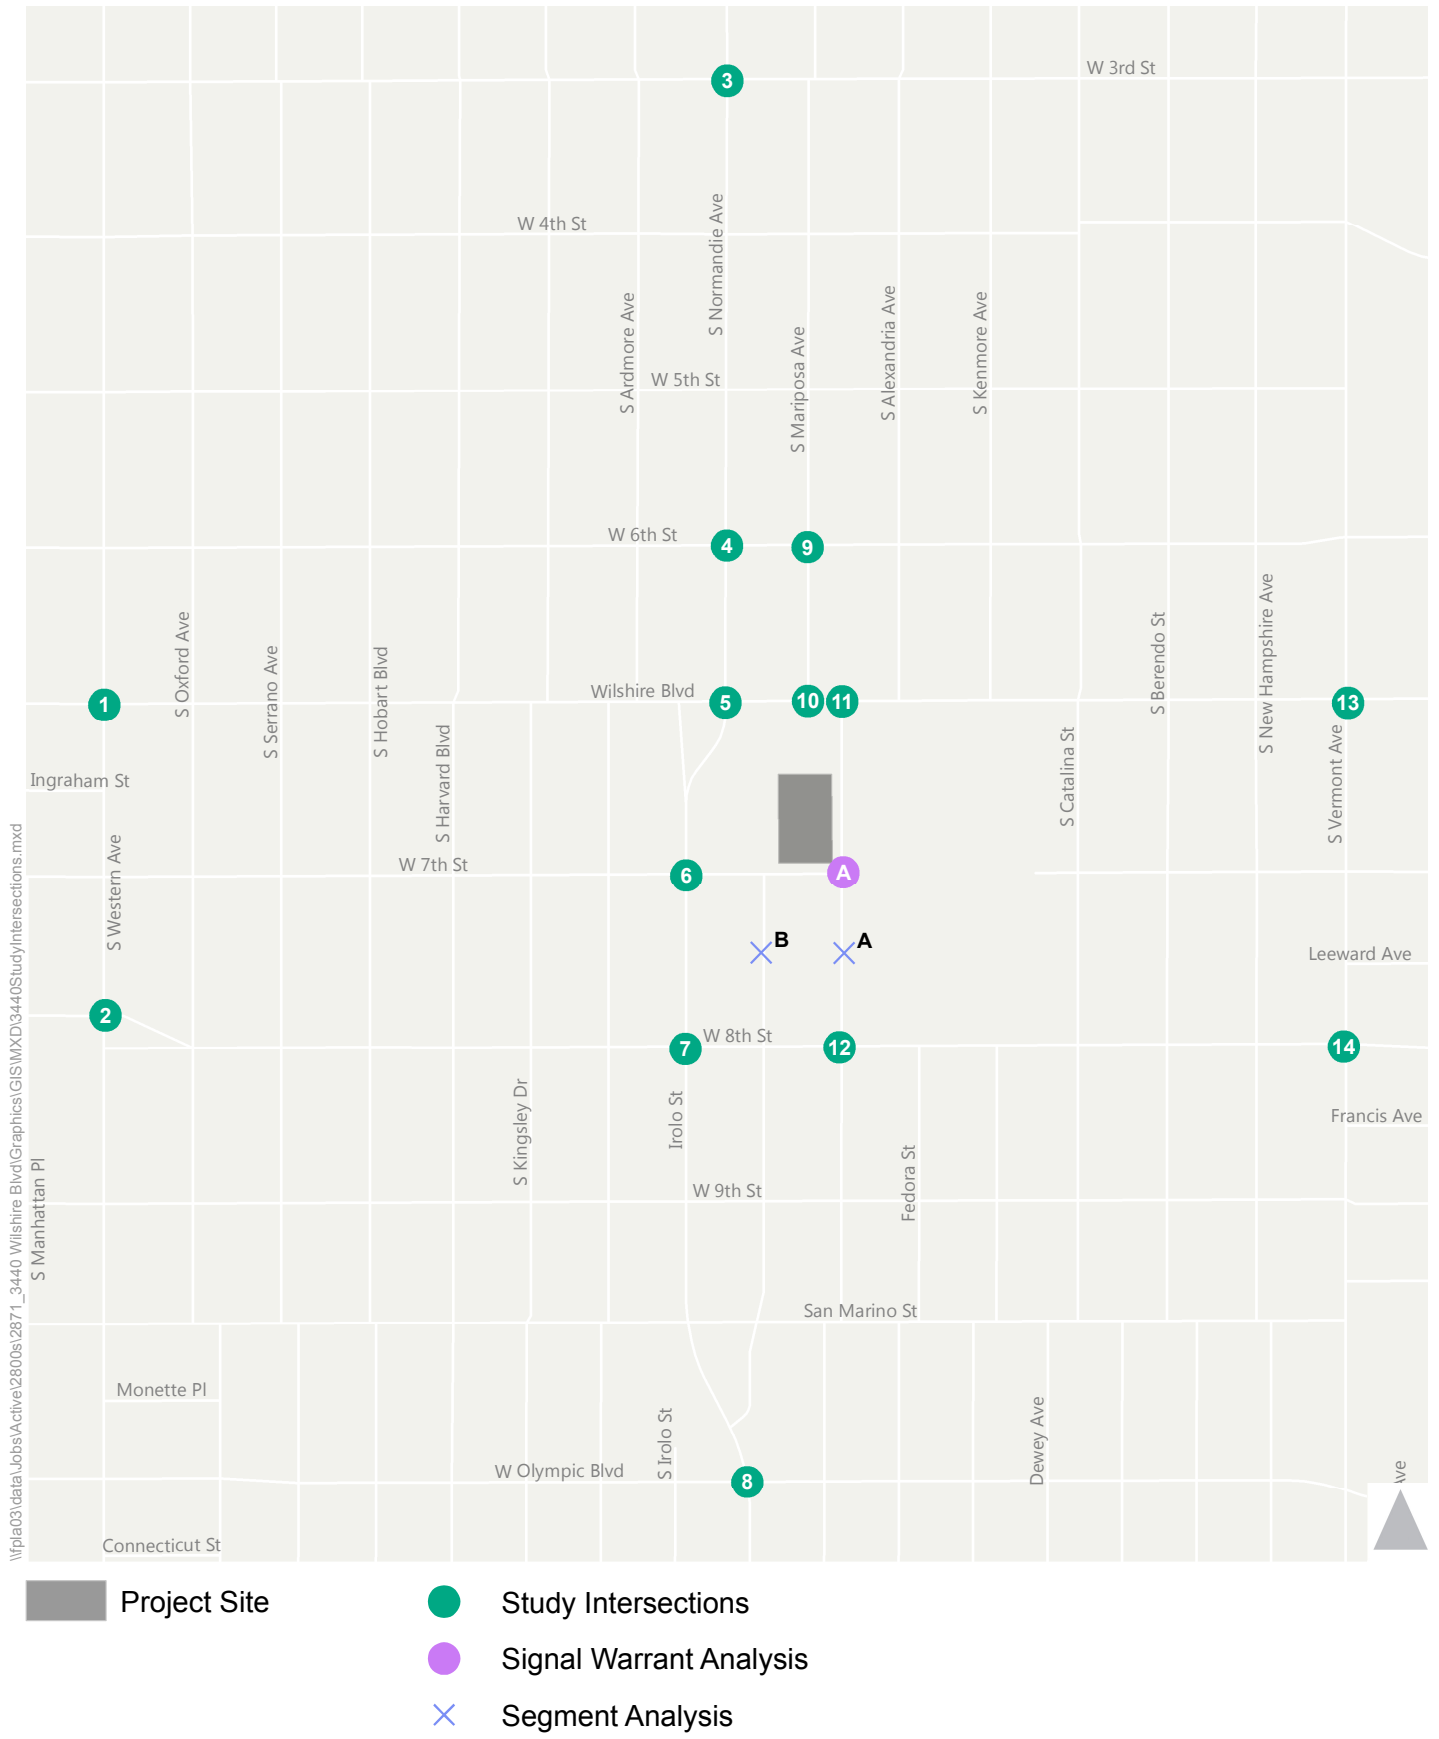 3
W 3rd St
W 4th St
S Normandie Ave
S Ardmore Ave
S Mariposa Ave
S Alexandria Ave
S Kenmore Ave
W 5th St
W 6th St
4
9
S Oxford Ave
S Serrano Ave
S Hobart Blvd
S Harvard Blvd
Wilshire Blvd
1
5
10
11
13
S Berendo St
S New Hampshire Ave
S Catalina St
S Vermont Ave
Ingraham St
S Western Ave
W 7th St
6
A
B
A
Leeward Ave
2
7
W 8th St
12
14
Irolo St
S Kingsley Dr
Francis Ave
Fedora St
W 9th St
S Manhattan Pl
San Marino St
Monette Pl
S Irolo St
Dewey Ave
W Olympic Blvd
8
Ave
Connecticut St
\\fpla03\data\Jobs\Active\2800s\2871_3440 Wilshire Blvd\Graphics\GIS\MXD\3440StudyIntersections.mxd
Project Site
Study Intersections
Signal Warrant Analysis
Segment Analysis